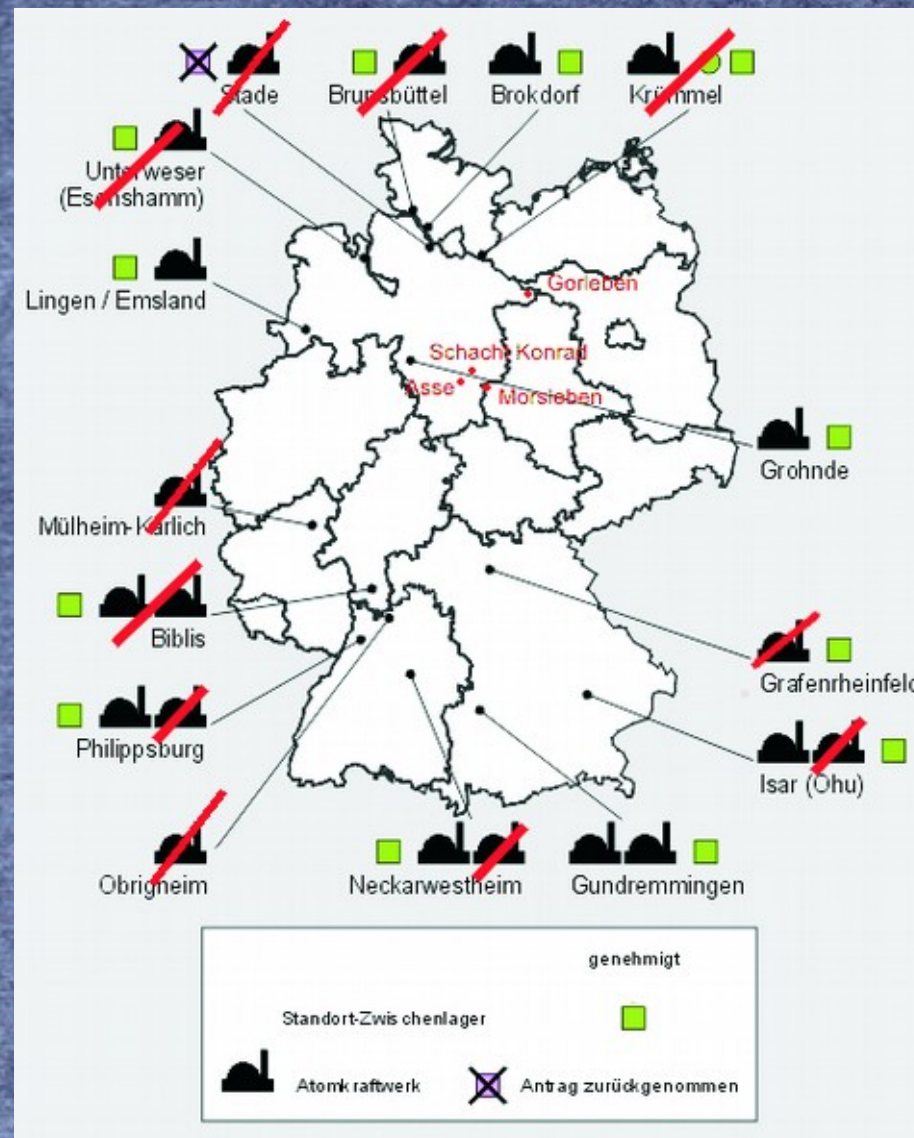 Stade
Brunsbüttel
Brokdorf
Krümmel
Unterweser
(Esenshamm)
Lingen / Emsland
Gorleben
Schacht Konrad
Asse
Morsleben
Grohnde
Mülheim-Kärlich
Biblis
Grafenrheinfeld
Philippsburg
Isar (Ohu)
Obrigheim
Neckarwestheim
Gundremmingen
genehmigt
Standort-Zwischenlager
Atomkraftwerk
Antrag zurückgenommen